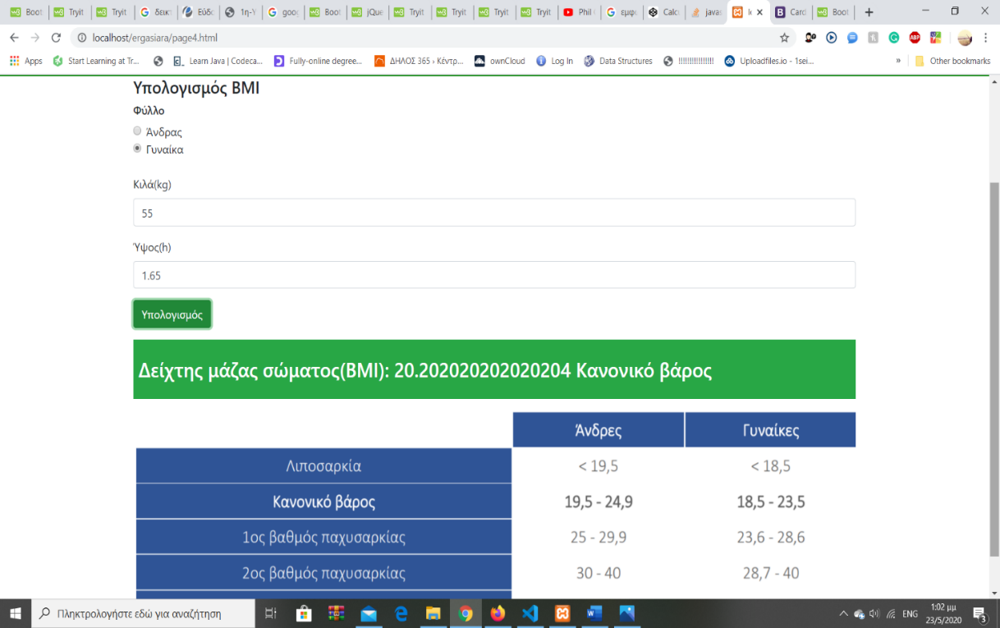 Boot Tryit Tryit G Εύδ goog Boot jQue Tryit Tryit Tryit Tryit Phil G εμφ Calc javas Card Boot
localhost/ergasiara/page4.html
Apps Start Learning at Tr... Learn Java | Codeca... Fully-online degree... ΔΗΛΟΣ 365 › Κέντρ... ownCloud Log In Data Structures !!!!!!!!!!!!!!!! Uploadfiles.io - 1sei... » Other bookmarks
Υπολογισμός BMI
Φύλλο
Άνδρας
Γυναίκα
Κιλά(kg)
55
Ύψος(h)
1.65
Υπολογισμός
Δείχτης μάζας σώματος(BMI): 20.202020202020204 Κανονικό βάρος
Άνδρες Γυναίκες
Λιποσαρκία < 19,5 < 18,5
Κανονικό βάρος 19,5 - 24,9 18,5 - 23,5
1ος βαθμός παχυσαρκίας 25 - 29,9 23,6 - 28,6
2ος βαθμός παχυσαρκίας 30 - 40 28,7 - 40
Πληκτρολογήστε εδώ για αναζήτηση
ENG
1:02 μμ
23/5/2020
3